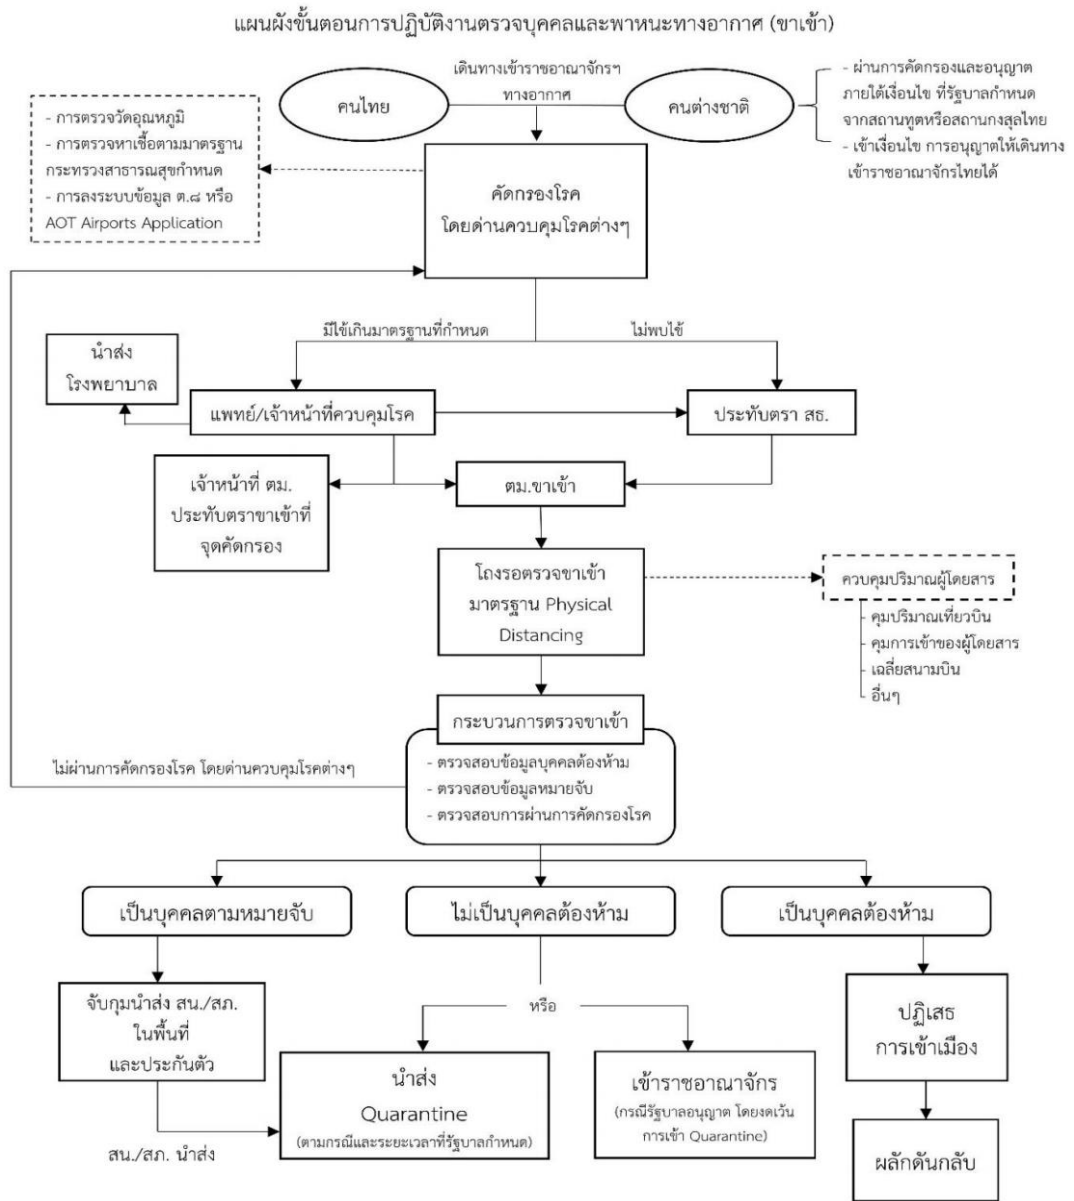 แผนผังขั้นตอนการปฏิบัติงานตรวจบุคคลและพาหนะทางอากาศ (ขาเข้า)
คนไทย
เดินทางเข้าราชอาณาจักรฯ
ทางอากาศ
คนต่างชาติ
- ผ่านการคัดกรองและอนุญาต
ภายใต้เงื่อนไข ที่รัฐบาลกำหนด
จากสถานทูตหรือสถานกงสุลไทย
- เข้าเงื่อนไข การอนุญาตให้เดินทาง
เข้าราชอาณาจักรไทยได้
- การตรวจวัดอุณหภูมิ
- การตรวจหาเชื้อตามมาตรฐาน
กระทรวงสาธารณสุขกำหนด
- การลงระบบข้อมูล ต.๘ หรือ
AOT Airports Application
คัดกรองโรค
โดยด่านควบคุมโรคต่างๆ
มีไข้เกินมาตรฐานที่กำหนด
ไม่พบไข้
นำส่ง
โรงพยาบาล
แพทย์/เจ้าหน้าที่ควบคุมโรค
ประทับตรา สธ.
เจ้าหน้าที่ ตม.
ประทับตราขาเข้าที่
จุดคัดกรอง
ตม.ขาเข้า
โถงรอตรวจขาเข้า
มาตรฐาน Physical
Distancing
ควบคุมปริมาณผู้โดยสาร
- คุมปริมาณเที่ยวบิน
- คุมการเข้าของผู้โดยสาร
- เฉลี่ยสนามบิน
- อื่นๆ
กระบวนการตรวจขาเข้า
- ตรวจสอบข้อมูลบุคคลต้องห้าม
- ตรวจสอบข้อมูลหมายจับ
- ตรวจสอบการผ่านการคัดกรองโรค
ไม่ผ่านการคัดกรองโรค โดยด่านควบคุมโรคต่างๆ
เป็นบุคคลตามหมายจับ
ไม่เป็นบุคคลต้องห้าม
เป็นบุคคลต้องห้าม
จับกุมนำส่ง สน./สภ.
ในพื้นที่
และประกันตัว
หรือ
ปฏิเสธ
การเข้าเมือง
นำส่ง
Quarantine
(ตามกรณีและระยะเวลาที่รัฐบาลกำหนด)
เข้าราชอาณาจักร
(กรณีรัฐบาลอนุญาต โดยงดเว้น
การเข้า Quarantine)
สน./สภ. นำส่ง
ผลักดันกลับ